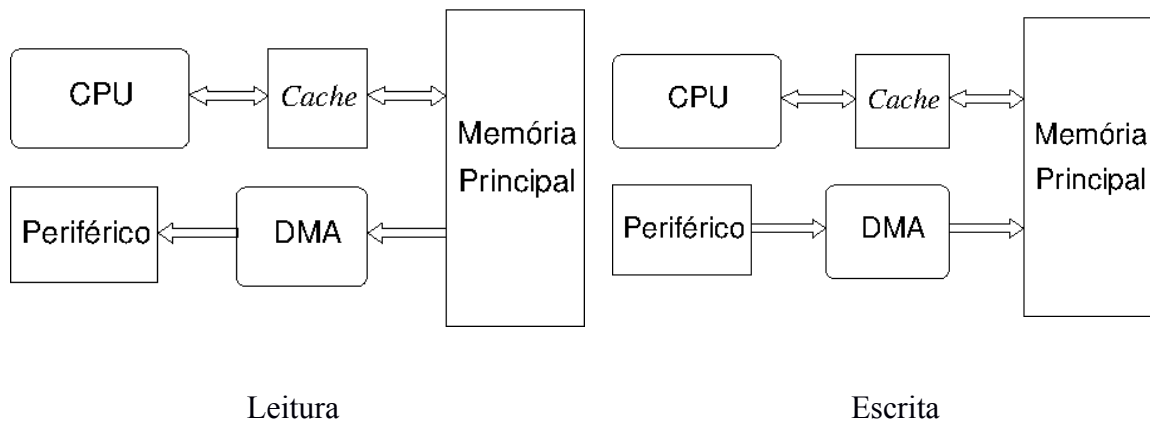 CPU
Cache
Memória
Principal
Periférico
DMA
Leitura
CPU
Cache
Memória
Principal
Periférico
DMA
Escrita